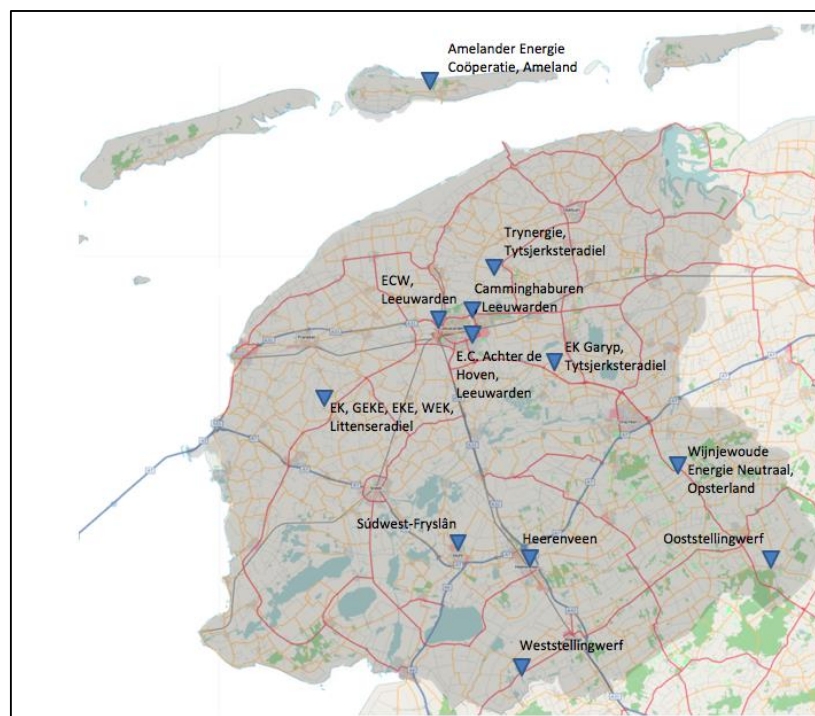 Amelander Energie
Coöperatie, Ameland
Trynergie,
Tytsjerksteradiel
ECW,
Leeuwarden
Camminghaburen
Leeuwarden
E.C. Achter de
Hoven,
Leeuwarden
EK Garyp,
Tytsjerksteradiel
EK, GEKE, EKE, WEK,
Littenseradiel
Wijnjewoude
Energie Neutraal,
Opsterland
Súdwest-Fryslân
Heerenveen
Ooststellingwerf
Weststellingwerf